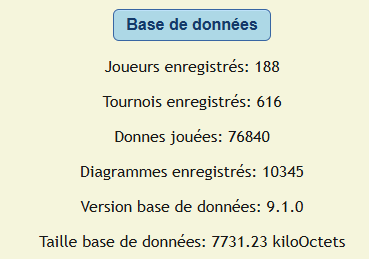 Base de données
Joueurs enregistrés: 188
Tournois enregistrés: 616
Donnes jouées: 76840
Diagrammes enregistrés: 10345
Version base de données: 9.1.0
Taille base de données: 7731.23 kiloOctets